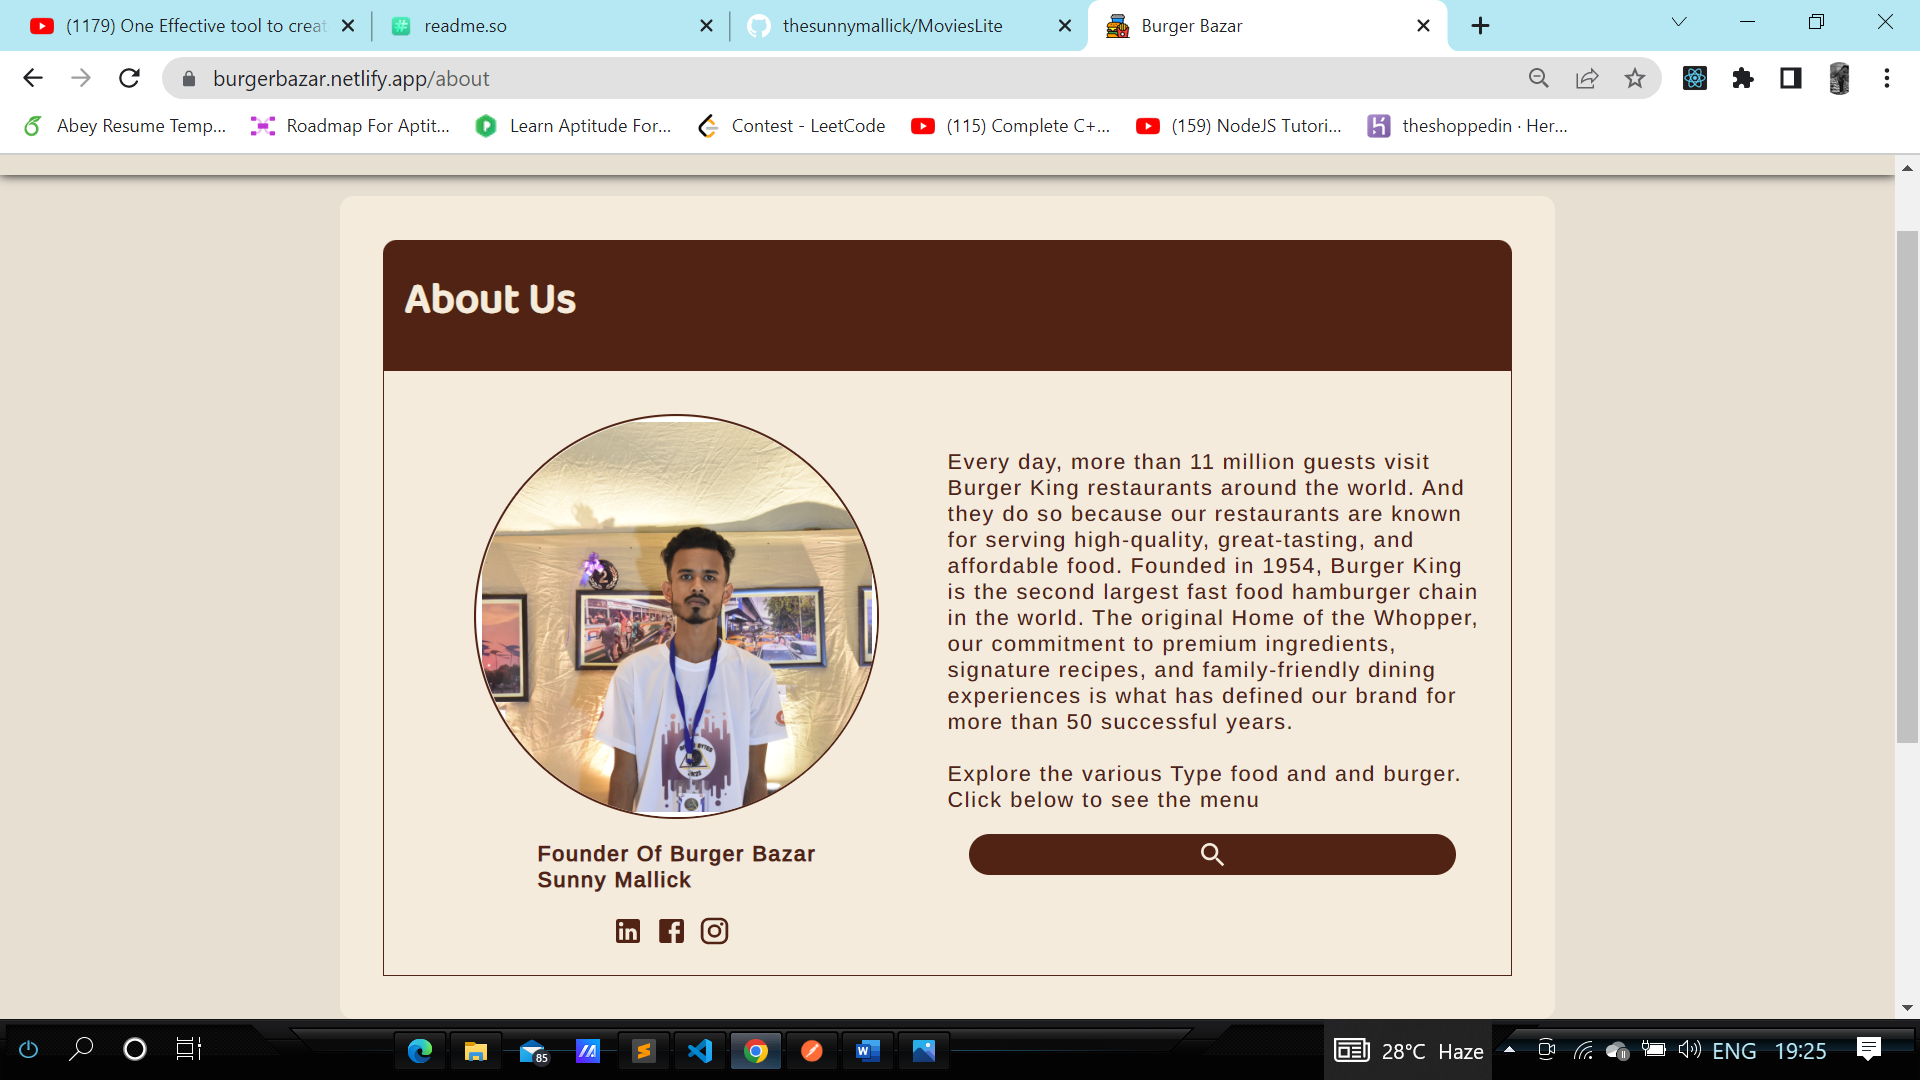 (1179) One Effective tool to creat
readme.so
thesunnymallick/MoviesLite
Burger Bazar
burgerbazar.netlify.app/about
Abey Resume Temp...
Roadmap For Aptit...
Learn Aptitude For...
Contest - LeetCode
(115) Complete C+...
(159) NodeJS Tutori...
theshoppedin · Her...
About Us
Every day, more than 11 million guests visit
Burger King restaurants around the world. And
they do so because our restaurants are known
for serving high-quality, great-tasting, and
affordable food. Founded in 1954, Burger King
is the second largest fast food hamburger chain
in the world. The original Home of the Whopper,
our commitment to premium ingredients,
signature recipes, and family-friendly dining
experiences is what has defined our brand for
more than 50 successful years.
Explore the various Type food and and burger.
Click below to see the menu
Founder Of Burger Bazar
Sunny Mallick
85
28°C Haze
ENG
19:25